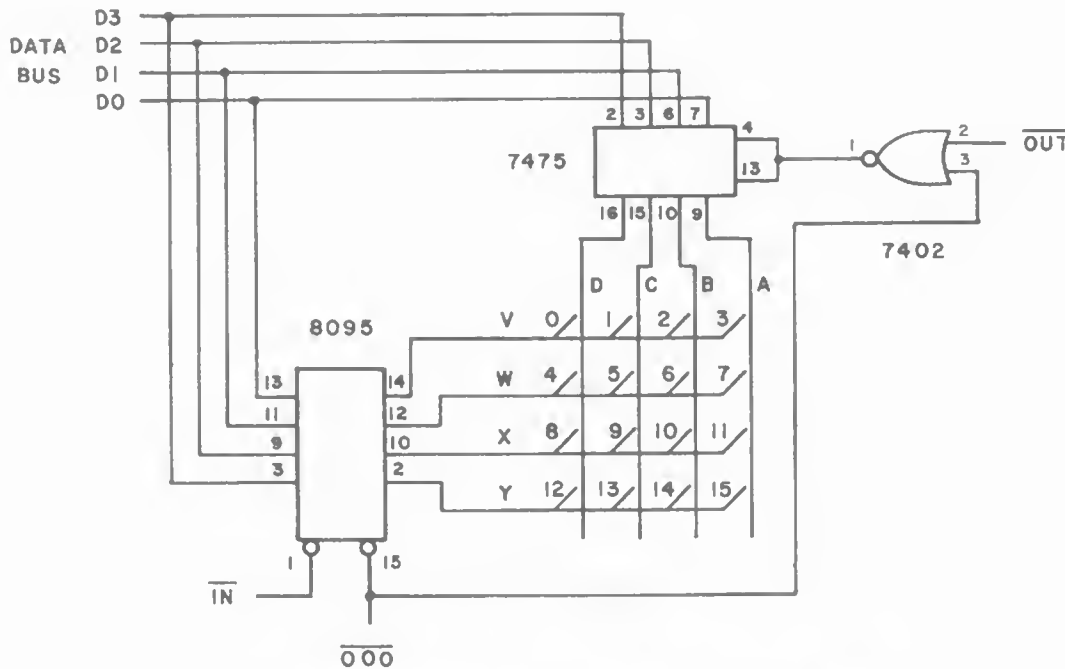 D3
DATA D2
BUS D1
D0
2 3 6 7
4
13
7475
1
2
3
OUT
7402
16 15 10 9
D C B A
8095
V 0 1 2 3
W 4 5 6 7
X 8 9 10 11
Y 12 13 14 15
13 14
11 12
9 10
3 2
1 15
IN
000